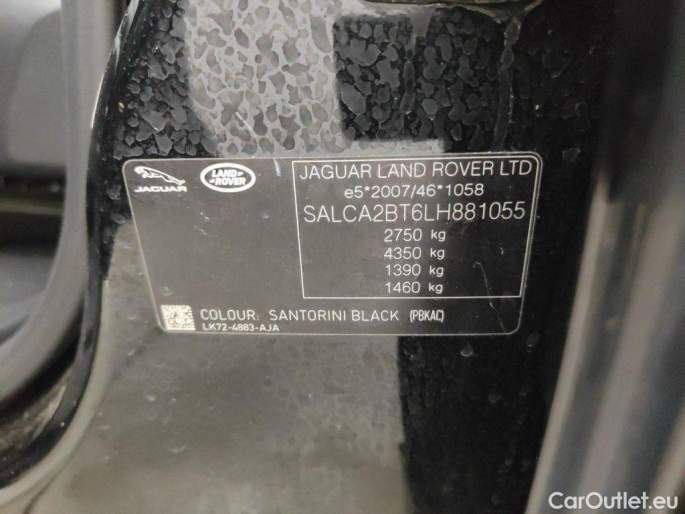 JAGUAR
LAND
ROVER
JAGUAR LAND ROVER LTD
e5*2007/46*1058
SALCA2BT6LH881055
2750 kg
4350 kg
1390 kg
1460 kg
COLOUR: SANTORINI BLACK (PBKAC)
LK72-4883-AJA
CarOutlet.eu